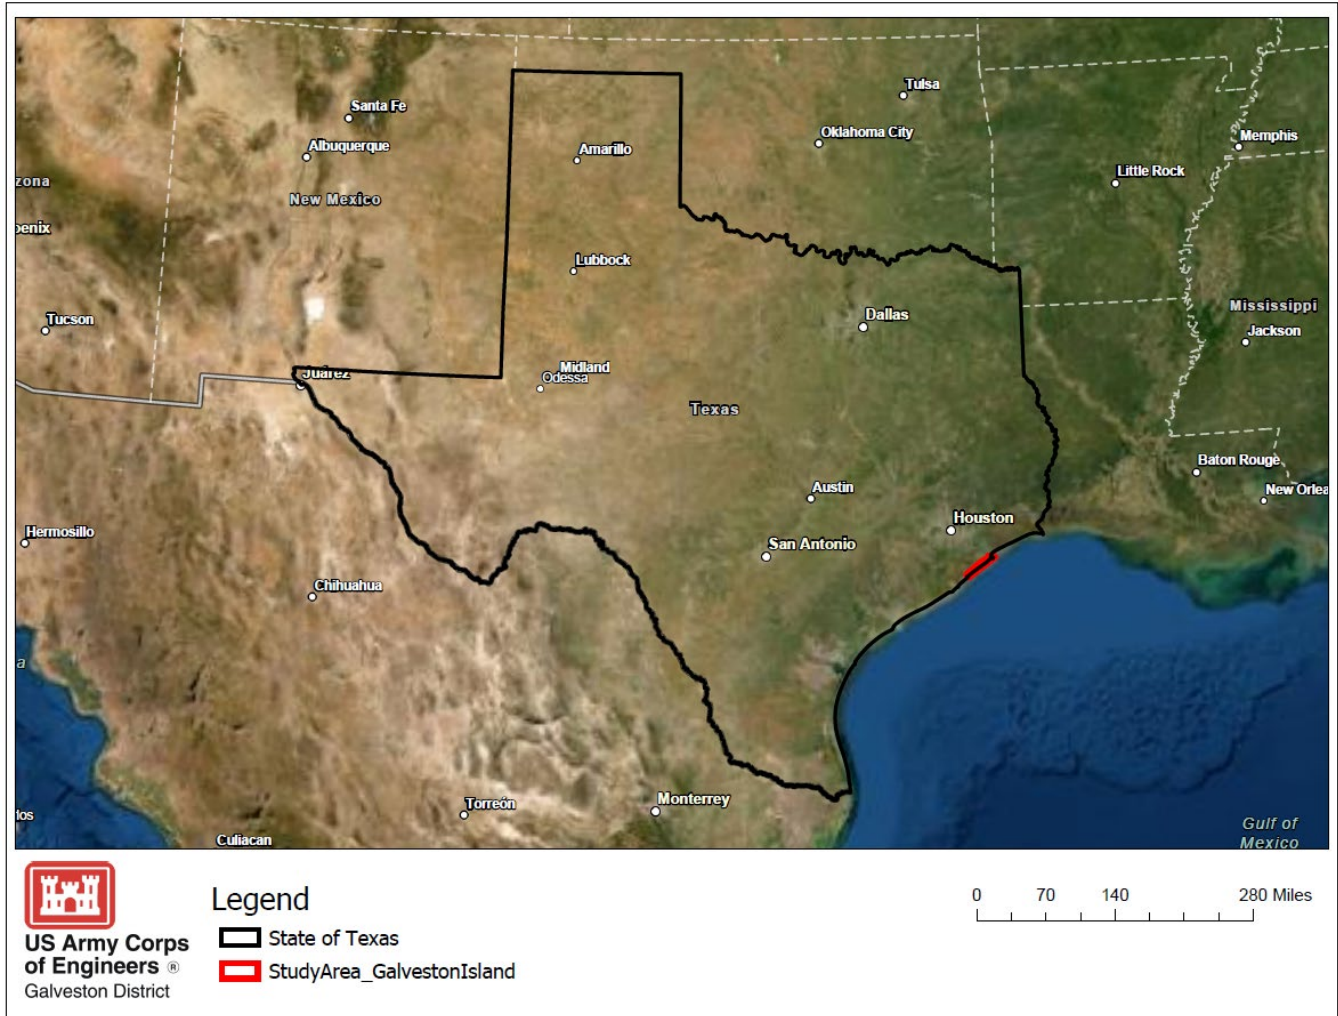 Tulsa
Santa Fe
Oklahoma City
Memphis
Albuquerque
Amarillo
Little Rock
zona
New Mexico
oenix
Lubbock
Mississippi
Tucson
Dallas
Jackson
Juárez
Midland
Odessa
Texas
Baton Rouge
Austin
New Orlea
Houston
Hermosillo
San Antonio
Chihuahua
a
Torreón
Monterrey
los
Gulf of
Mexico
Culiacan
US Army Corps
of Engineers ®
Galveston District
Legend
State of Texas
StudyArea_GalvestonIsland
0 70 140 280 Miles